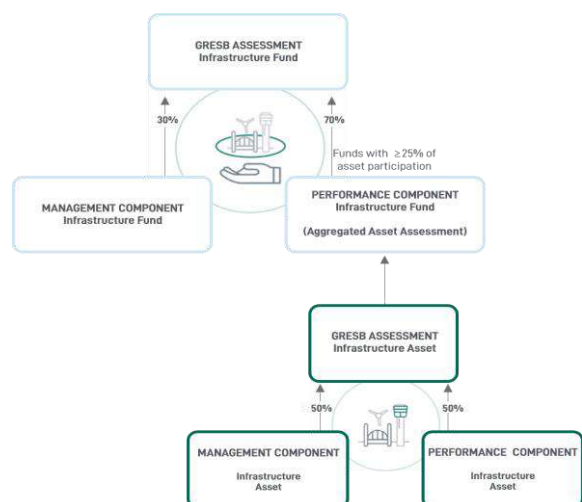 GRESB ASSESSMENT
Infrastructure Fund
30%
70%
Funds with ≥25% of
asset participation
MANAGEMENT COMPONENT
Infrastructure Fund
PERFORMANCE COMPONENT
Infrastructure Fund
(Aggregated Asset Assessment)
GRESB ASSESSMENT
Infrastructure Asset
50%
50%
MANAGEMENT COMPONENT
Infrastructure
Asset
PERFORMANCE COMPONENT
Infrastructure
Asset